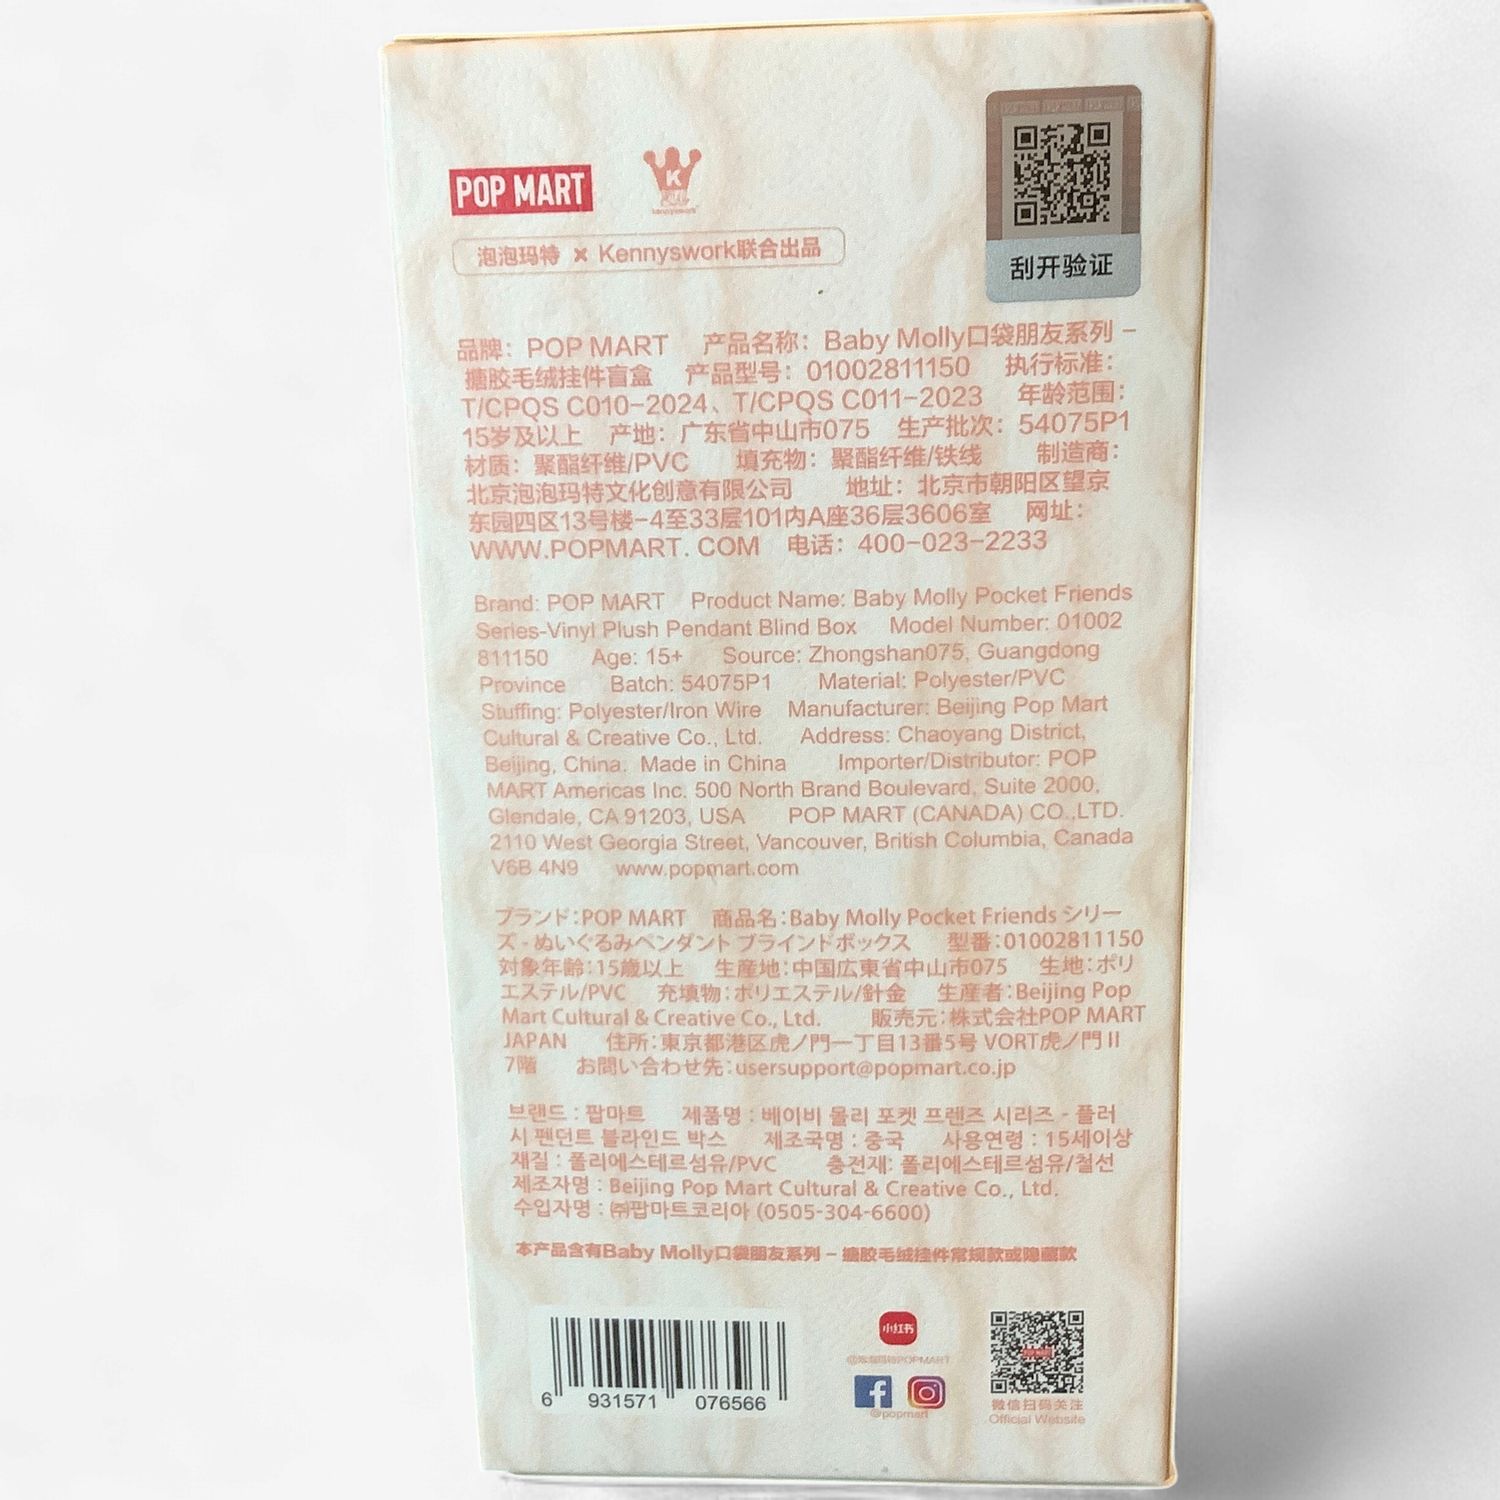 POP MART
K
kennyswork
泡泡玛特 × Kennyswork联合出品
刮开验证
品牌：POP MART 产品名称：Baby Molly口袋朋友系列－
搪胶毛绒挂件盲盒 产品型号：01002811150 执行标准：
T/CPQS C010-2024、T/CPQS C011-2023 年龄范围：
15岁及以上 产地：广东省中山市075 生产批次：54075P1
材质：聚酯纤维/PVC 填充物：聚酯纤维/铁线 制造商：
北京泡泡玛特文化创意有限公司 地址：北京市朝阳区望京
东园四区13号楼-4至33层101内A座36层3606室 网址：
WWW.POPMART. COM 电话：400-023-2233
Brand: POP MART Product Name: Baby Molly Pocket Friends
Series-Vinyl Plush Pendant Blind Box Model Number: 01002
811150 Age: 15+ Source: Zhongshan075, Guangdong
Province Batch: 54075P1 Material: Polyester/PVC
Stuffing: Polyester/Iron Wire Manufacturer: Beijing Pop Mart
Cultural & Creative Co., Ltd. Address: Chaoyang District,
Beijing, China. Made in China Importer/Distributor: POP
MART Americas Inc. 500 North Brand Boulevard, Suite 2000,
Glendale, CA 91203, USA POP MART (CANADA) CO.,LTD.
2110 West Georgia Street, Vancouver, British Columbia, Canada
V6B 4N9 www.popmart.com
ブランド：POP MART 商品名：Baby Molly Pocket Friends シリー
ズ - ぬいぐるみペンダント ブラインドボックス 型番：01002811150
対象年齢：15歳以上 生産地：中国広東省中山市075 生地：ポリ
エステル/PVC 充填物：ポリエステル/針金 生産者：Beijing Pop
Mart Cultural & Creative Co., Ltd. 販売元：株式会社POP MART
JAPAN 住所：東京都港区虎ノ門一丁目13番5号 VORT虎ノ門 II
7階 お問い合わせ先：usersupport@popmart.co.jp
브랜드 : 팝마트 제품명 : 베이비 몰리 포켓 프렌즈 시리즈 - 플러
시 펜던트 블라인드 박스 제조국명 : 중국 사용연령 : 15세이상
재질 : 폴리에스테르섬유/PVC 충전재: 폴리에스테르섬유/철선
제조자명 : Beijing Pop Mart Cultural & Creative Co., Ltd.
수입자명 : ㈜팝마트코리아 (0505-304-6600)
本产品含有Baby Molly口袋朋友系列－搪胶毛绒挂件常规款或隐藏款
小红书
@泡泡玛特POPMART
@popmart
POP MART
微信扫码关注
Official Website
6 931571 076566